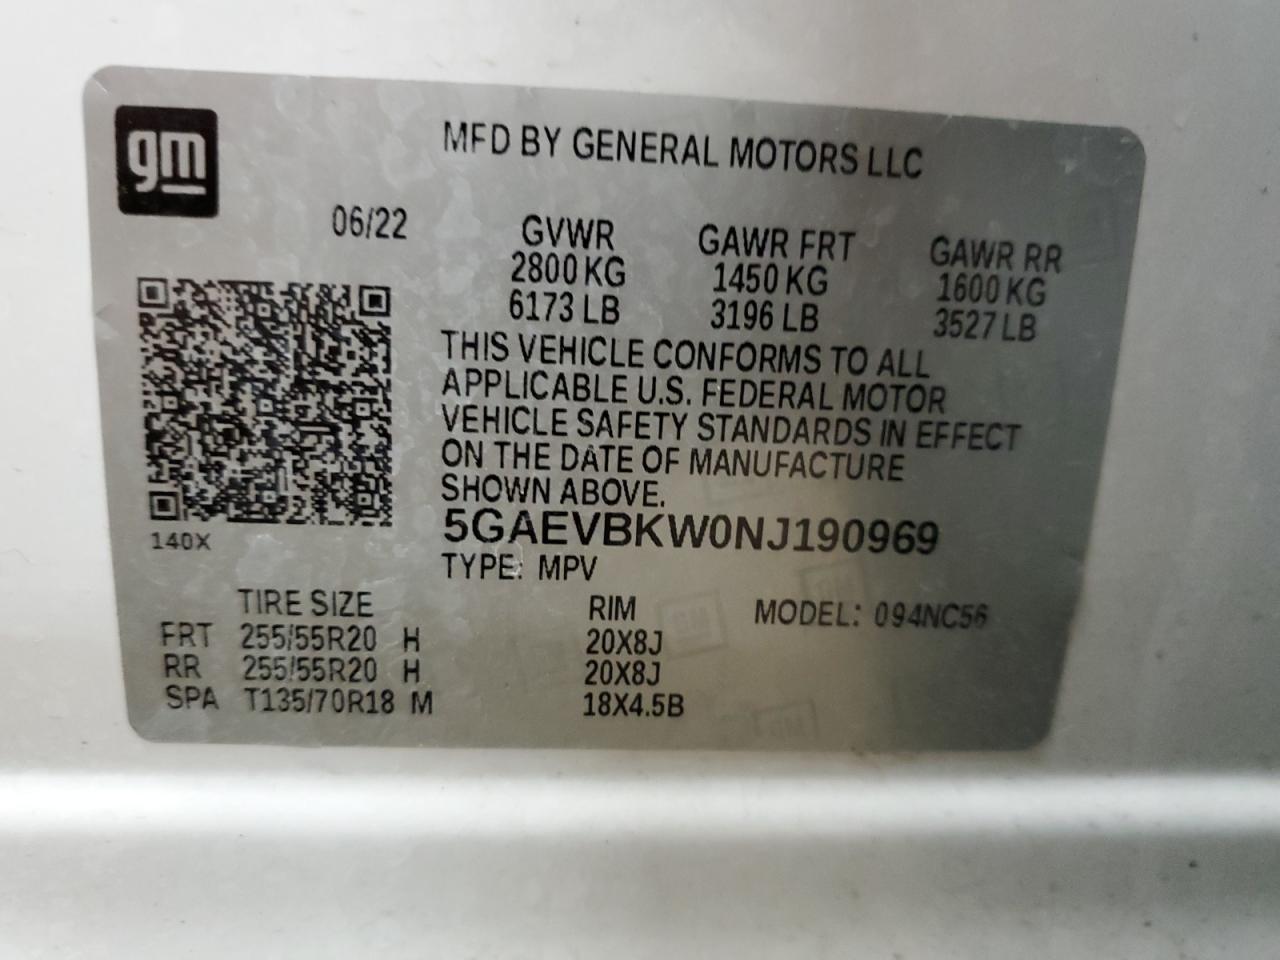 gm
MFD BY GENERAL MOTORS LLC
06/22
GVWR GAWR FRT GAWR RR
2800 KG 1450 KG 1600 KG
6173 LB 3196 LB 3527 LB
THIS VEHICLE CONFORMS TO ALL
APPLICABLE U.S. FEDERAL MOTOR
VEHICLE SAFETY STANDARDS IN EFFECT
ON THE DATE OF MANUFACTURE
SHOWN ABOVE.
140X
5GAEVBKW0NJ190969
TYPE: MPV
TIRE SIZE RIM MODEL: 094NC56
FRT 255/55R20 H 20X8J
RR 255/55R20 H 20X8J
SPA T135/70R18 M 18X4.5B
GM
GM
GM